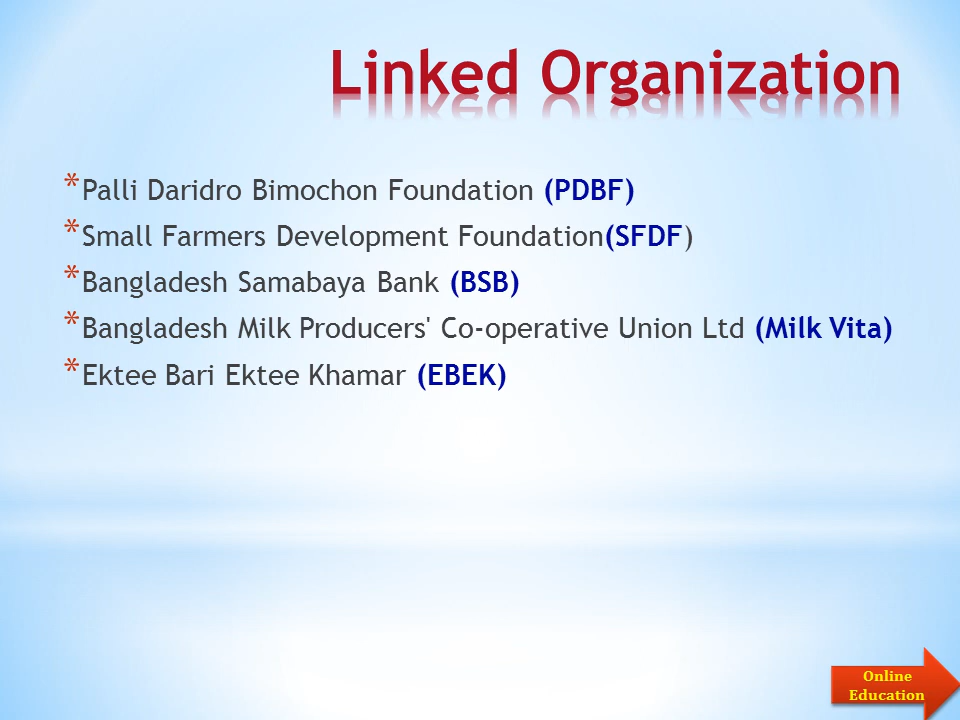 Linked Organization
* Palli Daridro Bimochon Foundation (PDBF)
* Small Farmers Development Foundation(SFDF)
* Bangladesh Samabaya Bank (BSB)
* Bangladesh Milk Producers' Co-operative Union Ltd (Milk Vita)
* Ektee Bari Ektee Khamar (EBEK)
Online
Education